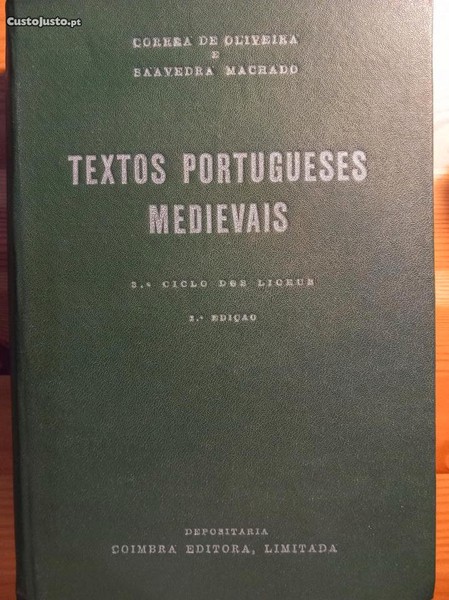 CustoJusto.pt
CORREA DE OLIVEIRA
E
SAAVEDRA MACHADO
TEXTOS PORTUGUESES
MEDIEVAIS
3.º CICLO DOS LICEUS
2.ª EDIÇÃO
DEPOSITARIA
COIMBRA EDITORA, LIMITADA